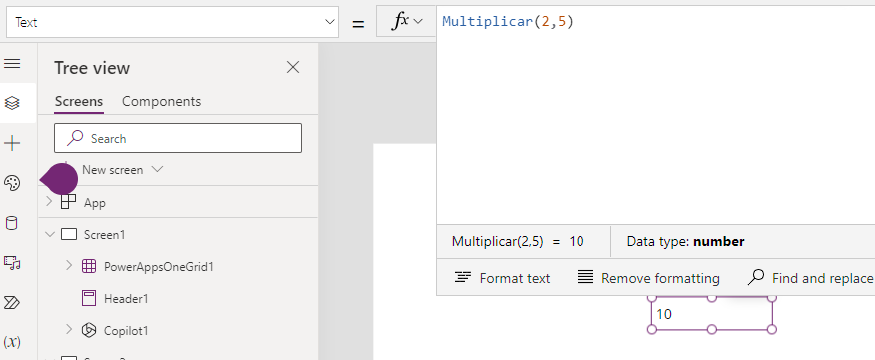 Text
=
fx
Multiplicar(2,5)
Tree view
Screens
Components
Search
New screen
App
Screen1
PowerAppsOneGrid1
Header1
Copilot1
(x)
Multiplicar(2,5) = 10
Data type: number
Format text
Remove formatting
Find and replace
10